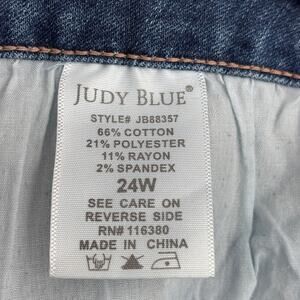 JUDY BLUE®
STYLE# JB88357
66% COTTON
21% POLYESTER
11% RAYON
2% SPANDEX
24W
SEE CARE ON
REVERSE SIDE
RN# 116380
MADE IN CHINA